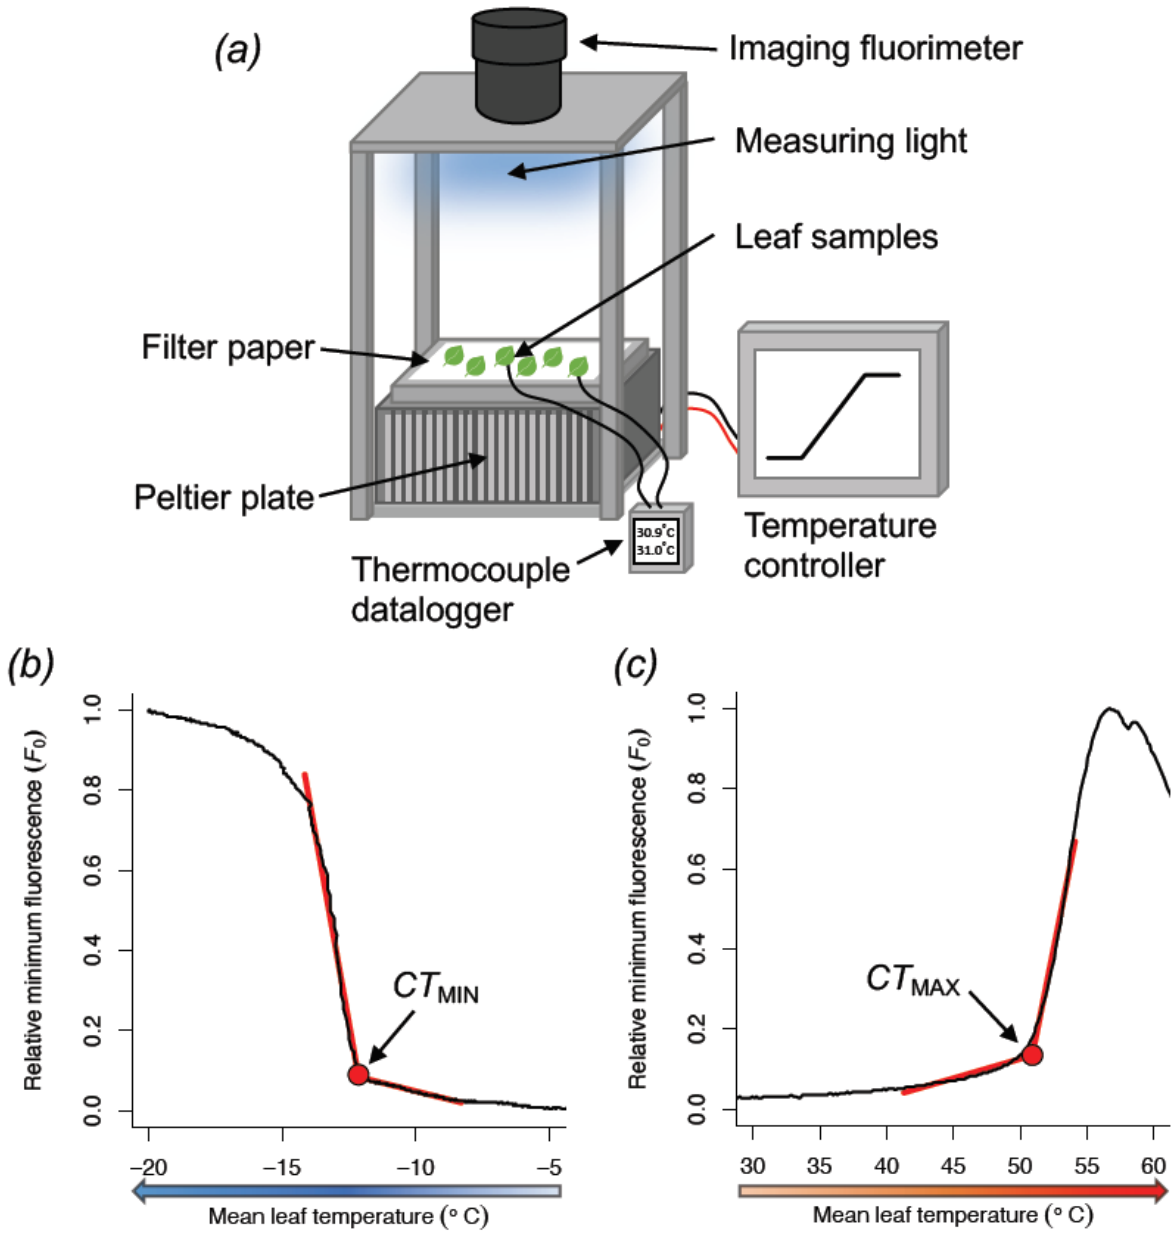 (a)
Imaging fluorimeter
Measuring light
Leaf samples
Filter paper
Peltier plate
30.9°C
31.0°C
Thermocouple
datalogger
Temperature
controller
(b)
Relative minimum fluorescence (F0)
1.0
0.8
0.6
0.4
0.2
0.0
CTMIN
−20
−15
−10
−5
Mean leaf temperature (° C)
(c)
Relative minimum fluorescence (F0)
1.0
0.8
0.6
0.4
0.2
0.0
CTMAX
30
35
40
45
50
55
60
Mean leaf temperature (° C)